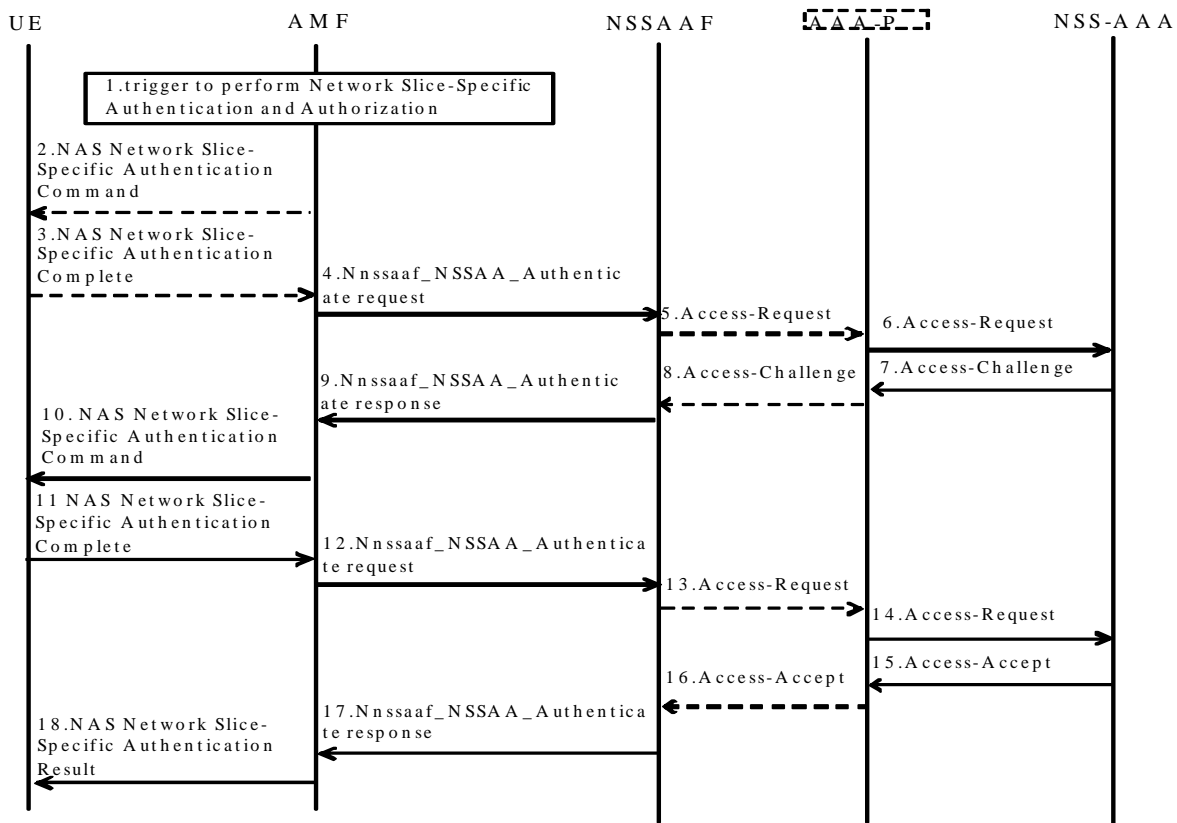 UE
AMF
NSSAAF
AAA-P
NSS-AAA
1.trigger to perform Network Slice-Specific
Authentication and Authorization
2.NAS Network Slice-
Specific Authentication
Command
3.NAS Network Slice-
Specific Authentication
Complete
4.Nnssaaf_NSSAA_Authentic
ate request
5.Access-Request
6.Access-Request
7.Access-Challenge
8.Access-Challenge
9.Nnssaaf_NSSAA_Authentic
ate response
10. NAS Network Slice-
Specific Authentication
Command
11 NAS Network Slice-
Specific Authentication
Complete
12.Nnssaaf_NSSAA_Authentica
te request
13.Access-Request
14.Access-Request
15.Access-Accept
16.Access-Accept
17.Nnssaaf_NSSAA_Authentica
te response
18.NAS Network Slice-
Specific Authentication
Result